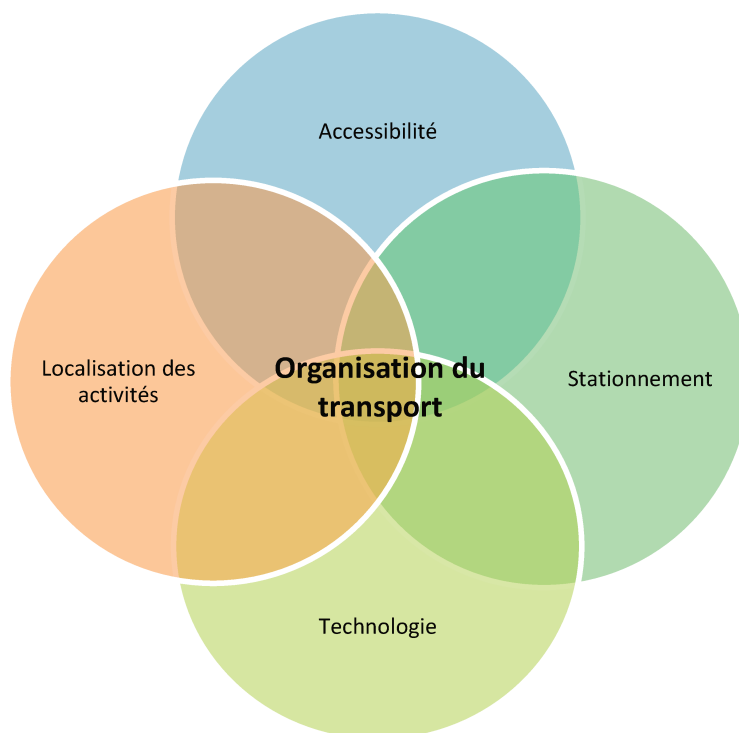 Accessibilité
Localisation des
activités
Organisation du
transport
Stationnement
Technologie